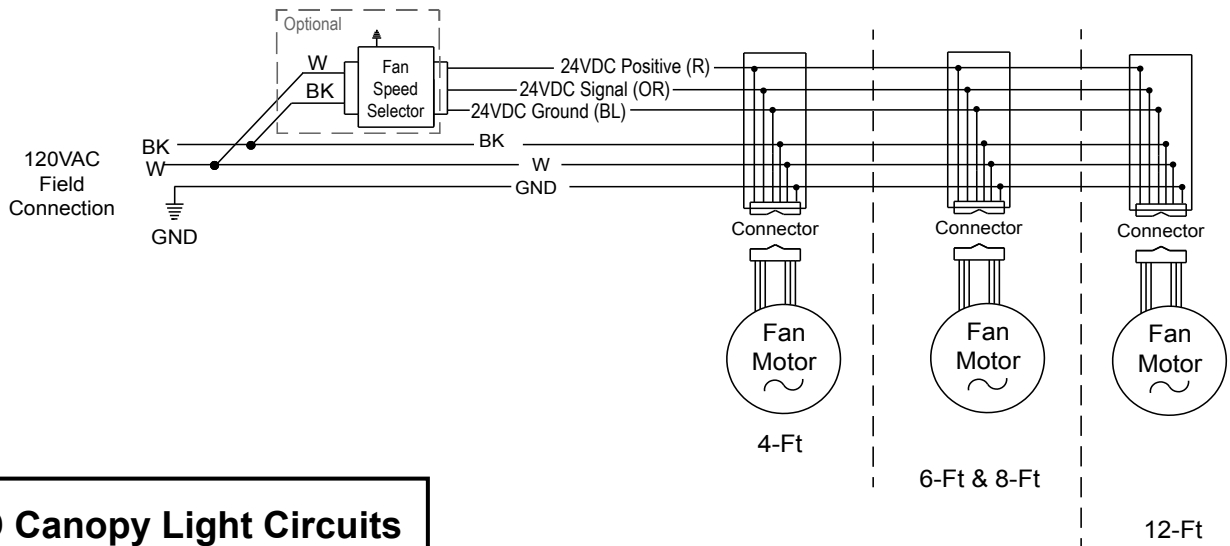 Optional
W
BK
Fan
Speed
Selector
24VDC Positive (R)
24VDC Signal (OR)
24VDC Ground (BL)
120VAC
Field
Connection
BK
W
GND
BK
W
GND
Connector
Connector
Connector
Fan
Motor
Fan
Motor
Fan
Motor
4-Ft
6-Ft & 8-Ft
12-Ft
Canopy Light Circuits